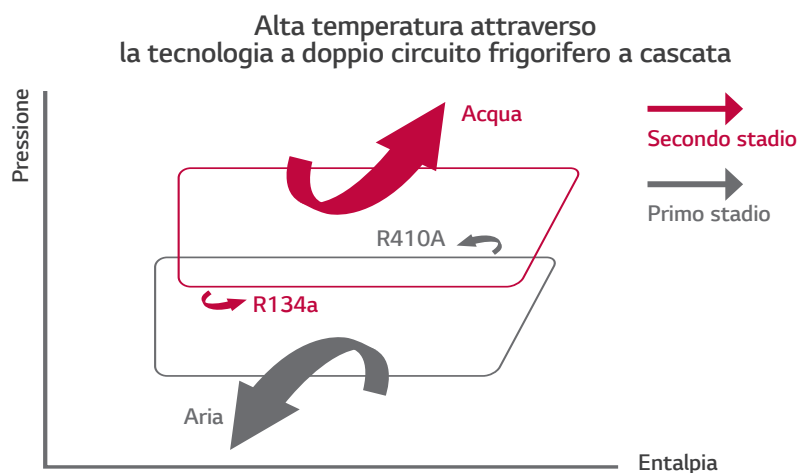 Alta temperatura attraverso
la tecnologia a doppio circuito frigorifero a cascata
Pressione
Acqua
Secondo stadio
Primo stadio
R410A
R134a
Aria
Entalpia